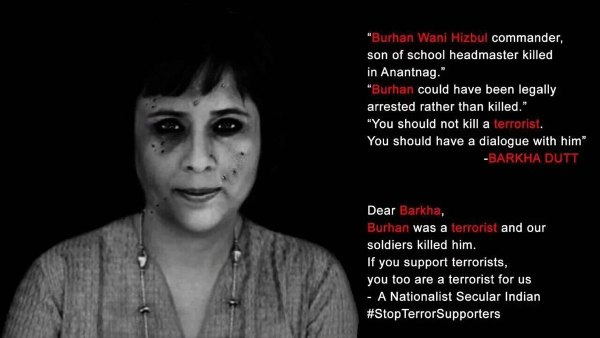 “Burhan Wani Hizbul commander,
son of school headmaster killed
in Anantnag.”
“Burhan could have been legally
arrested rather than killed.”
“You should not kill a terrorist.
You should have a dialogue with him”
-BARKHA DUTT
Dear Barkha,
Burhan was a terrorist and our
soldiers killed him.
If you support terrorists,
you too are a terrorist for us
- A Nationalist Secular Indian
#StopTerrorSupporters